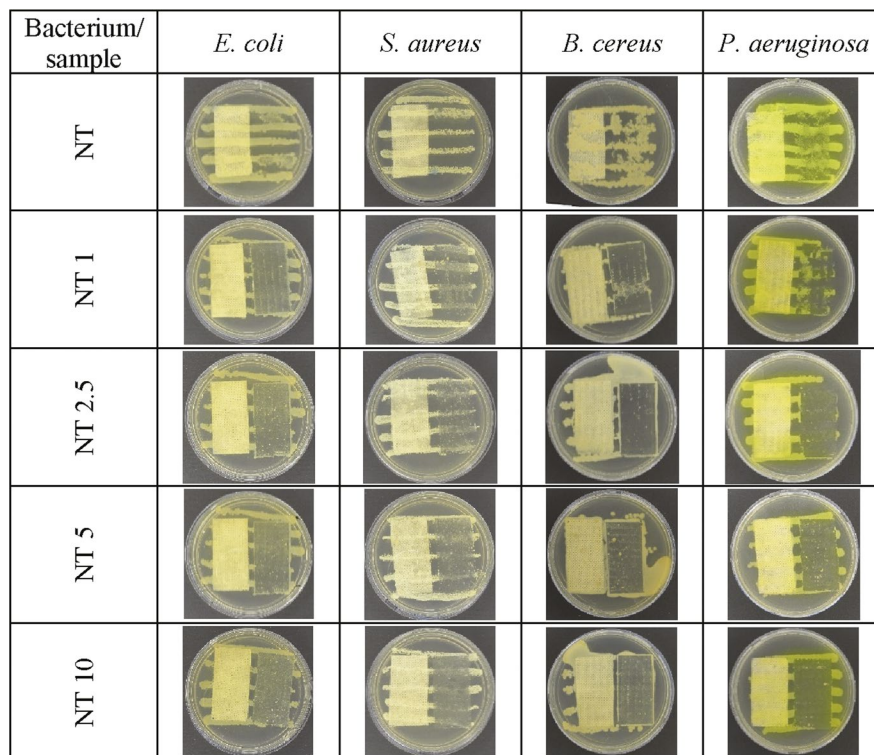 Bacterium/
sample
E. coli
S. aureus
B. cereus
P. aeruginosa
NT
NT 1
NT 2.5
NT 5
NT 10